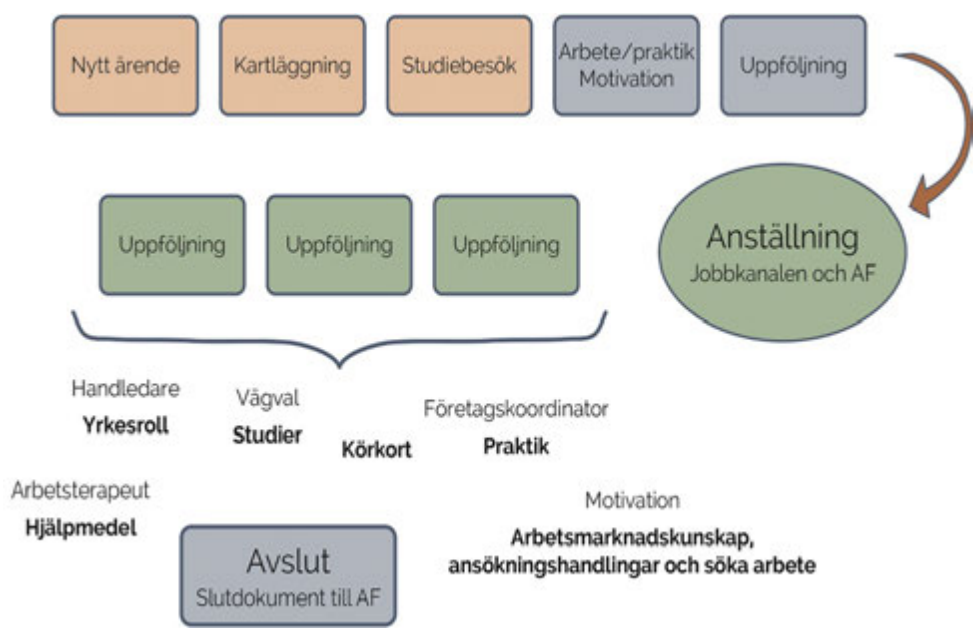 Nytt ärende
Kartläggning
Studiebesök
Arbete/praktik
Motivation
Uppföljning
Anställning
Jobbkanalen och AF
Uppföljning
Uppföljning
Uppföljning
Handledare
Yrkesroll
Vägval
Studier
Körkort
Företagskoordinator
Praktik
Arbetsterapeut
Hjälpmedel
Motivation
Arbetsmarknadskunskap,
ansökningshandlingar och söka arbete
Avslut
Slutdokument till AF